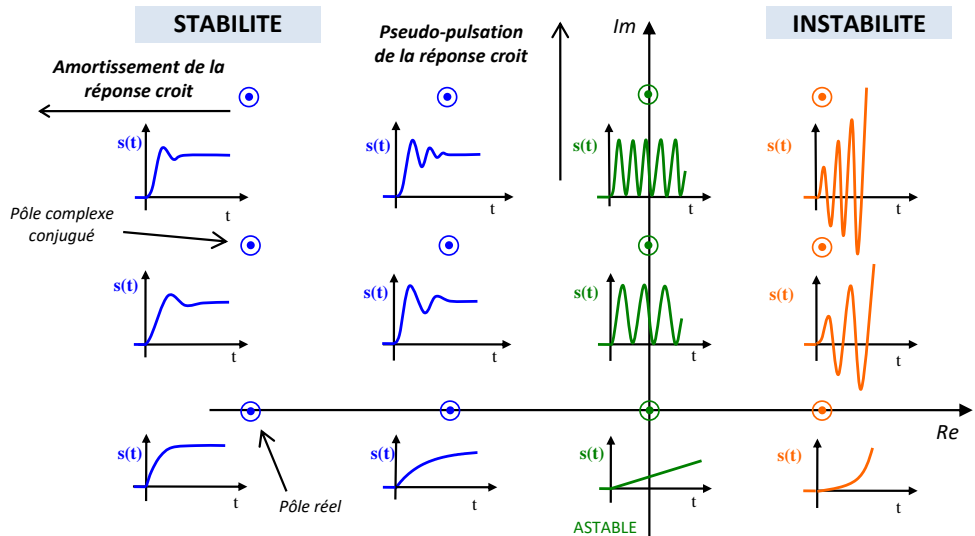 STABILITE
Pseudo-pulsation
de la réponse croit
Im
INSTABILITE
Amortissement de la
réponse croit
s(t)
t
s(t)
t
s(t)
t
s(t)
t
Pôle complexe
conjugué
s(t)
t
s(t)
t
s(t)
t
s(t)
t
Re
s(t)
t
s(t)
t
s(t)
t
s(t)
t
Pôle réel
ASTABLE